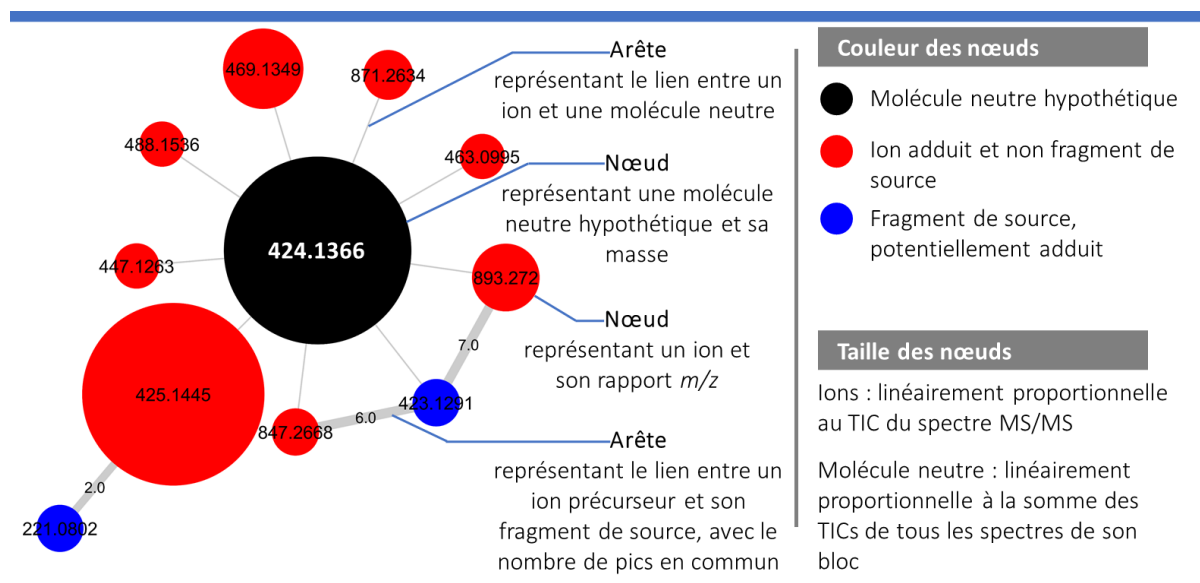 469.1349
871.2634
488.1536
463.0995
424.1366
447.1263
893.272
425.1445
7.0
423.1291
6.0
847.2668
2.0
221.0802
Arête
représentant le lien entre un
ion et une molécule neutre
Nœud
représentant une molécule
neutre hypothétique et sa
masse
Nœud
représentant un ion et
son rapport m/z
Arête
représentant le lien entre un
ion précurseur et son
fragment de source, avec le
nombre de pics en commun
Couleur des nœuds
Molécule neutre hypothétique
Ion adduit et non fragment de
source
Fragment de source,
potentiellement adduit
Taille des nœuds
Ions : linéairement proportionnelle
au TIC du spectre MS/MS
Molécule neutre : linéairement
proportionnelle à la somme des
TICs de tous les spectres de son
bloc